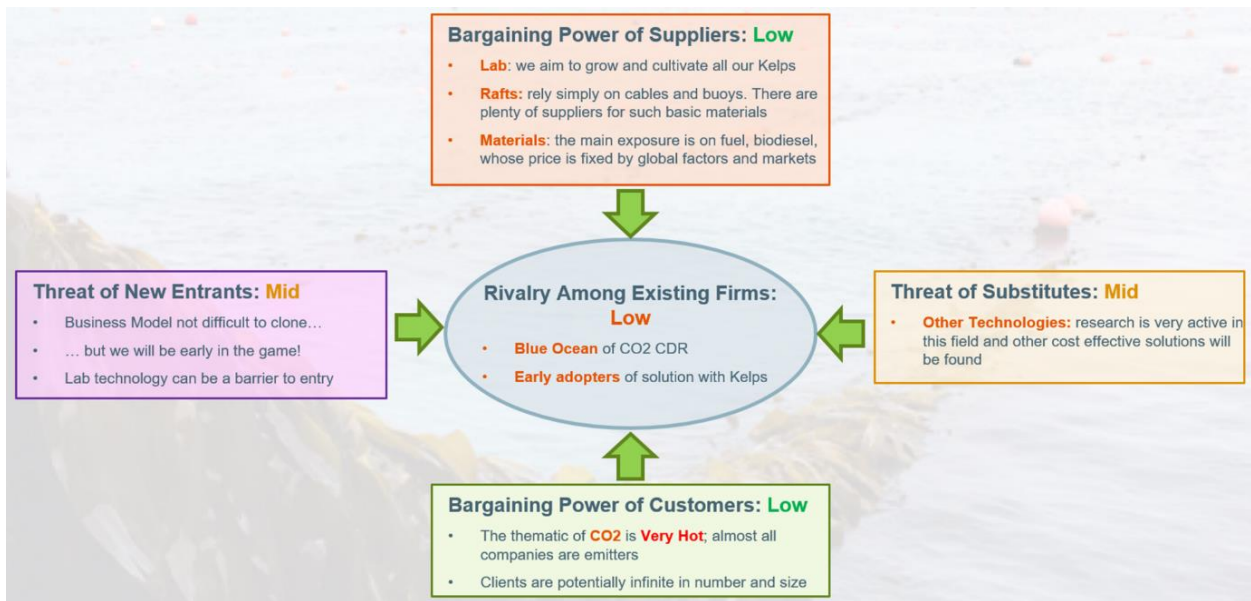 Bargaining Power of Suppliers: Low
• Lab: we aim to grow and cultivate all our Kelps
• Rafts: rely simply on cables and buoys. There are
plenty of suppliers for such basic materials
• Materials: the main exposure is on fuel, biodiesel,
whose price is fixed by global factors and markets
Threat of New Entrants: Mid
• Business Model not difficult to clone…
• … but we will be early in the game!
• Lab technology can be a barrier to entry
Rivalry Among Existing Firms:
Low
• Blue Ocean of CO2 CDR
• Early adopters of solution with Kelps
Threat of Substitutes: Mid
• Other Technologies: research is very active in
this field and other cost effective solutions will
be found
Bargaining Power of Customers: Low
• The thematic of CO2 is Very Hot; almost all
companies are emitters
• Clients are potentially infinite in number and size